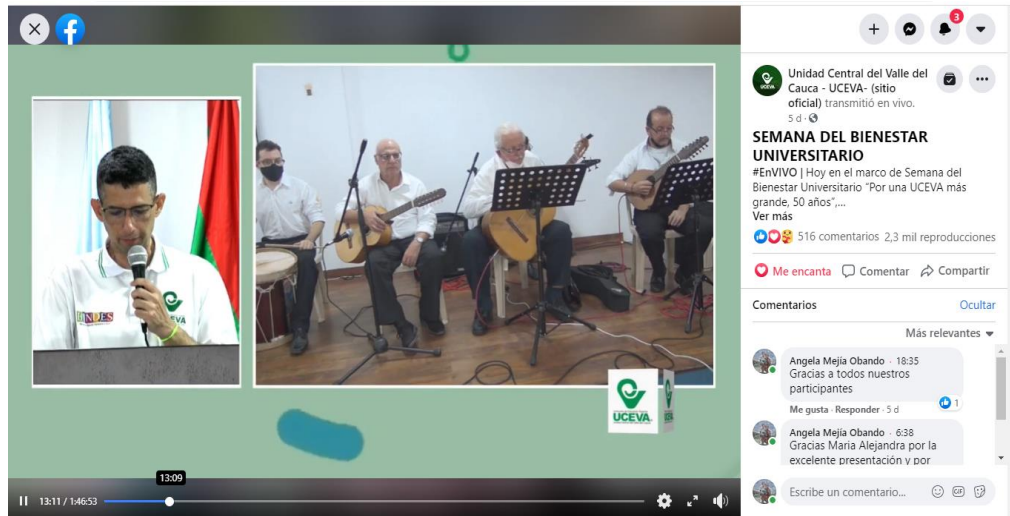 3
Unidad Central del Valle del
Cauca - UCEVA- (sitio
oficial) transmitió en vivo.
5 d ·
SEMANA DEL BIENESTAR
UNIVERSITARIO
#EnVIVO | Hoy en el marco de Semana del
Bienestar Universitario "Por una UCEVA más
grande, 50 años",...
Ver más
516 comentarios 2,3 mil reproducciones
Me encanta Comentar Compartir
Comentarios Ocultar
Más relevantes
Angela Mejía Obando · 18:35
Gracias a todos nuestros
participantes
Me gusta · Responder · 5 d
1
Angela Mejía Obando · 6:38
Gracias Maria Alejandra por la
excelente presentación y por
Escribe un comentario...
GIF
UCEVA
UCEVA
13:09
13:11 / 1:46:53